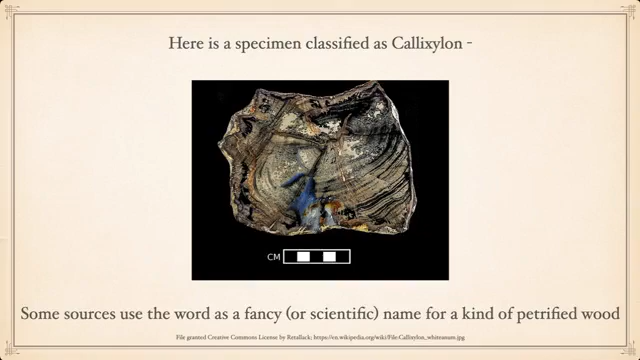 Here is a specimen classified as Callixylon -
CM
Some sources use the word as a fancy (or scientific) name for a kind of petrified wood
File granted Creative Commons License by Retallack; https://en.wikipedia.org/wiki/File:Callixylon_whiteanum.jpg